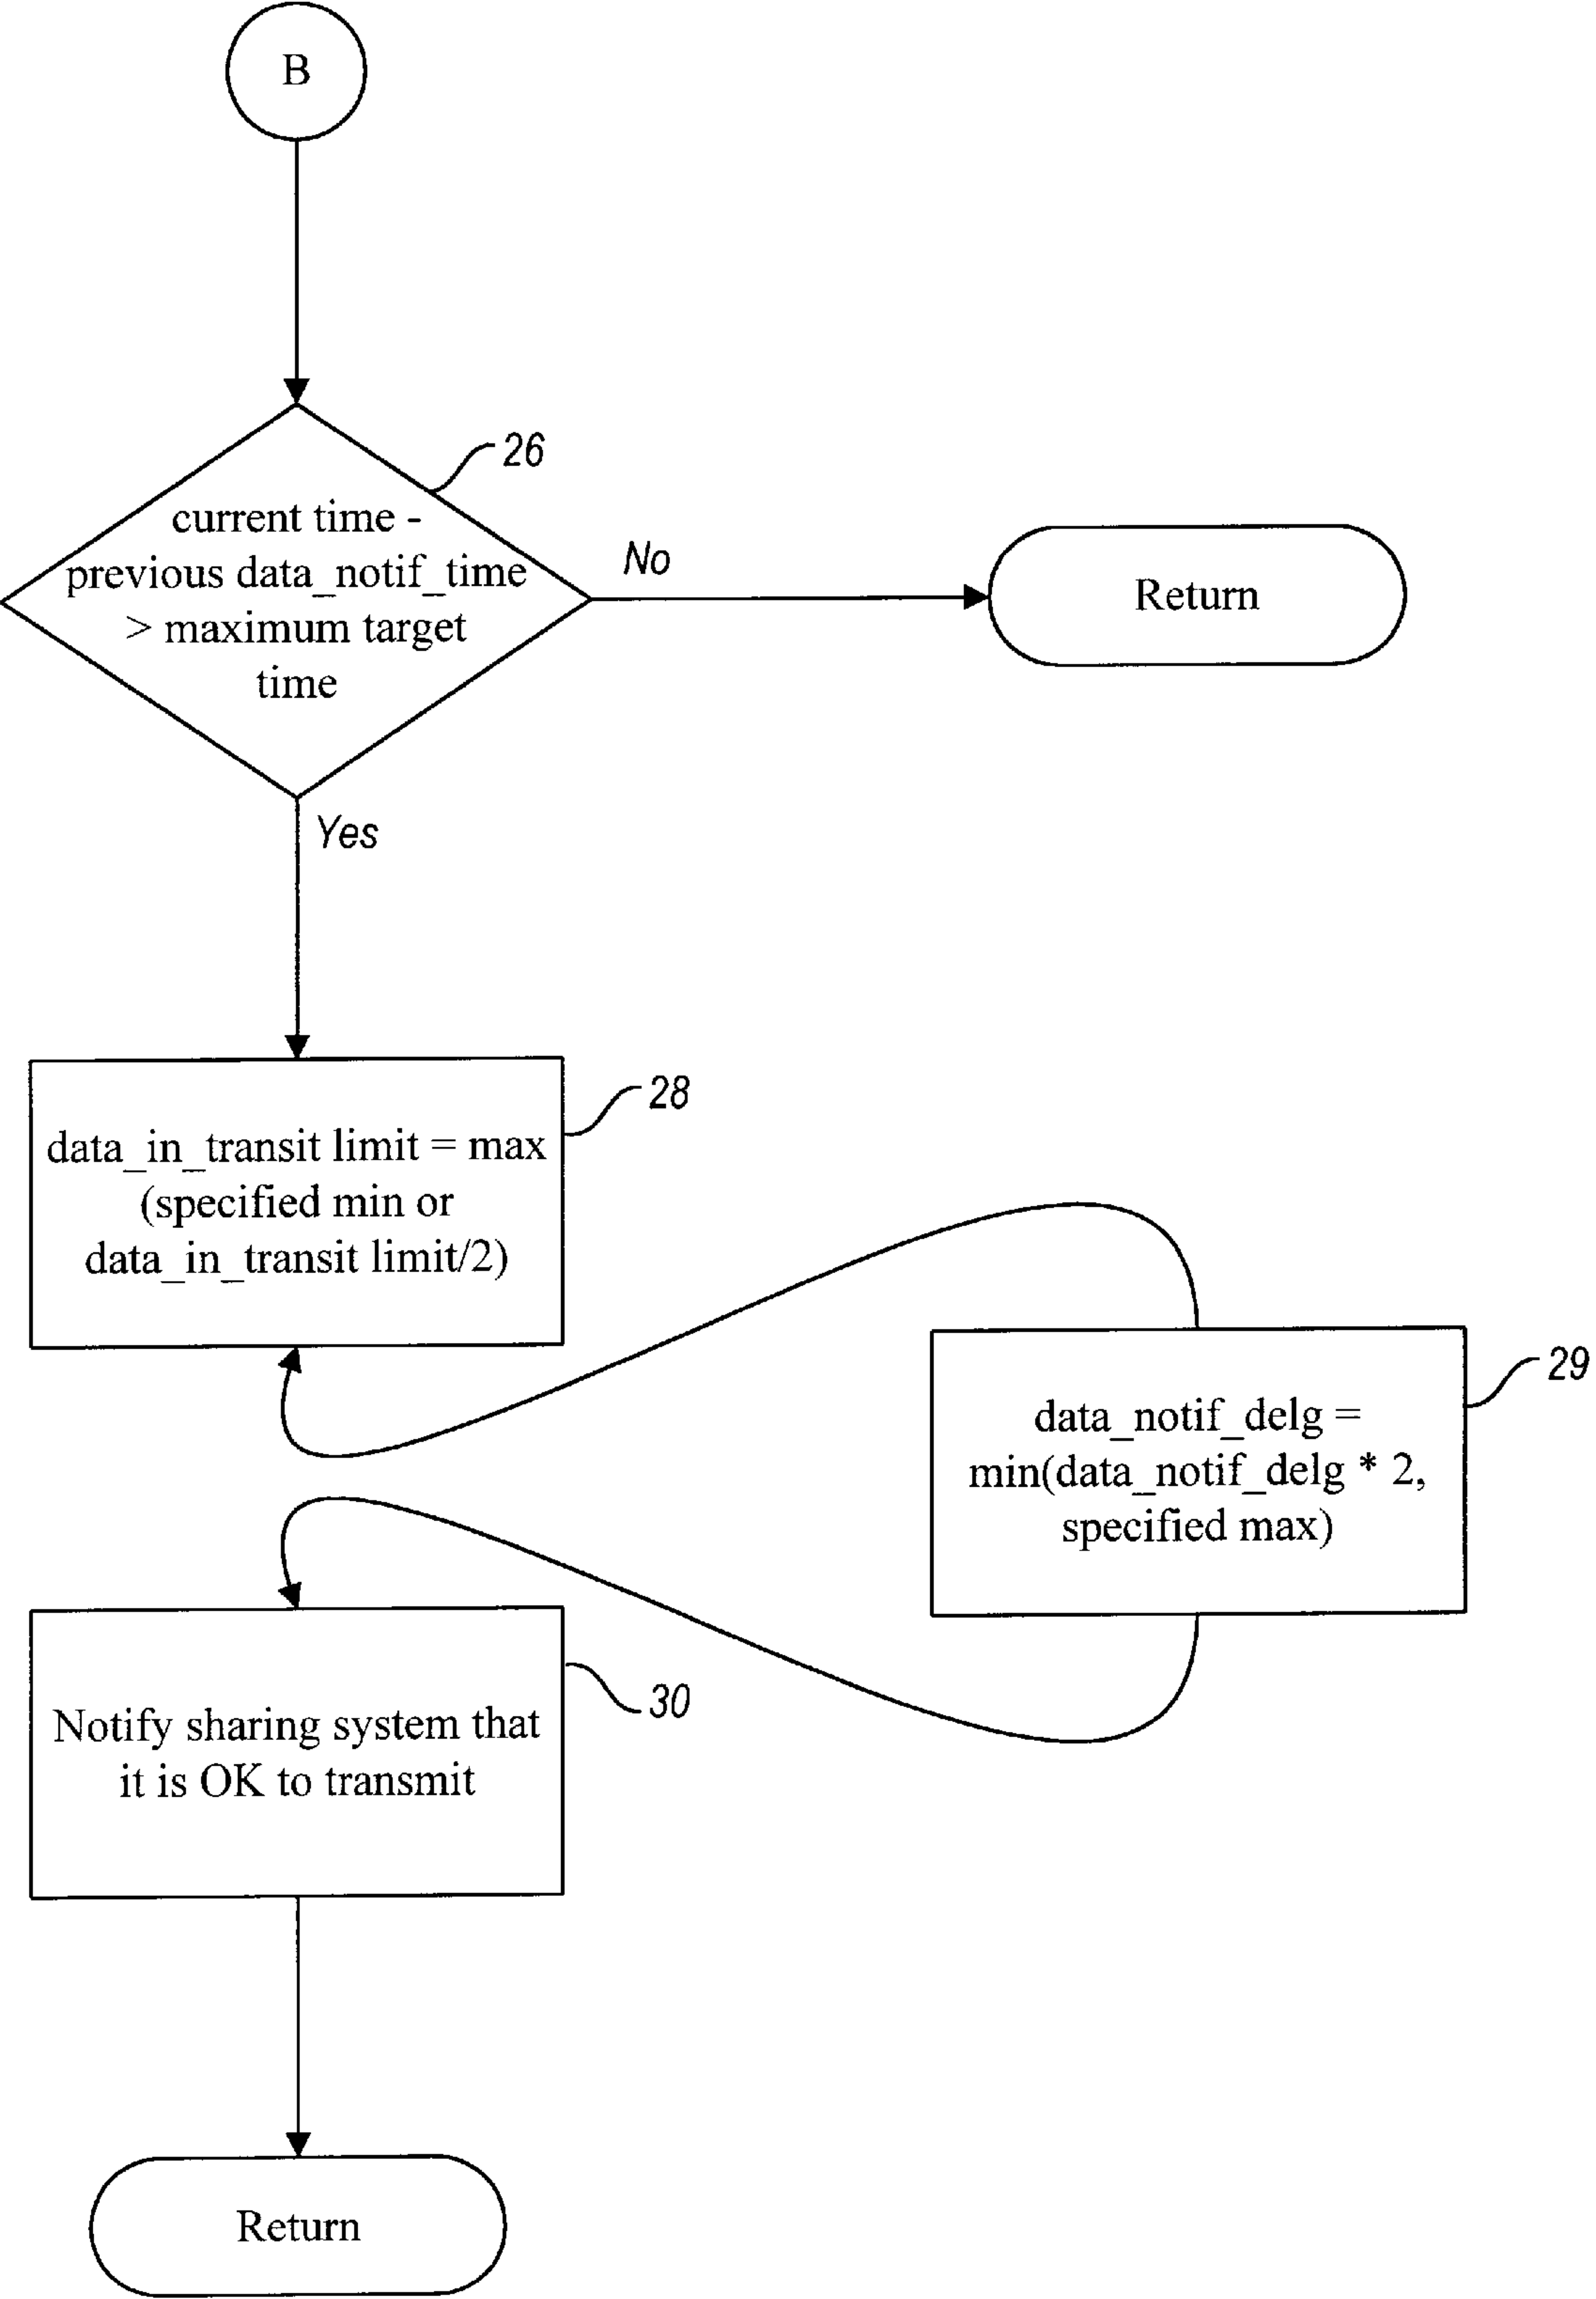 B
26
current time -
previous data_notif_time
> maximum target
time
No
Return
Yes
28
data_in_transit limit = max
(specified min or
data_in_transit limit/2)
29
data_notif_delg =
min(data_notif_delg * 2,
specified max)
30
Notify sharing system that
it is OK to transmit
Return